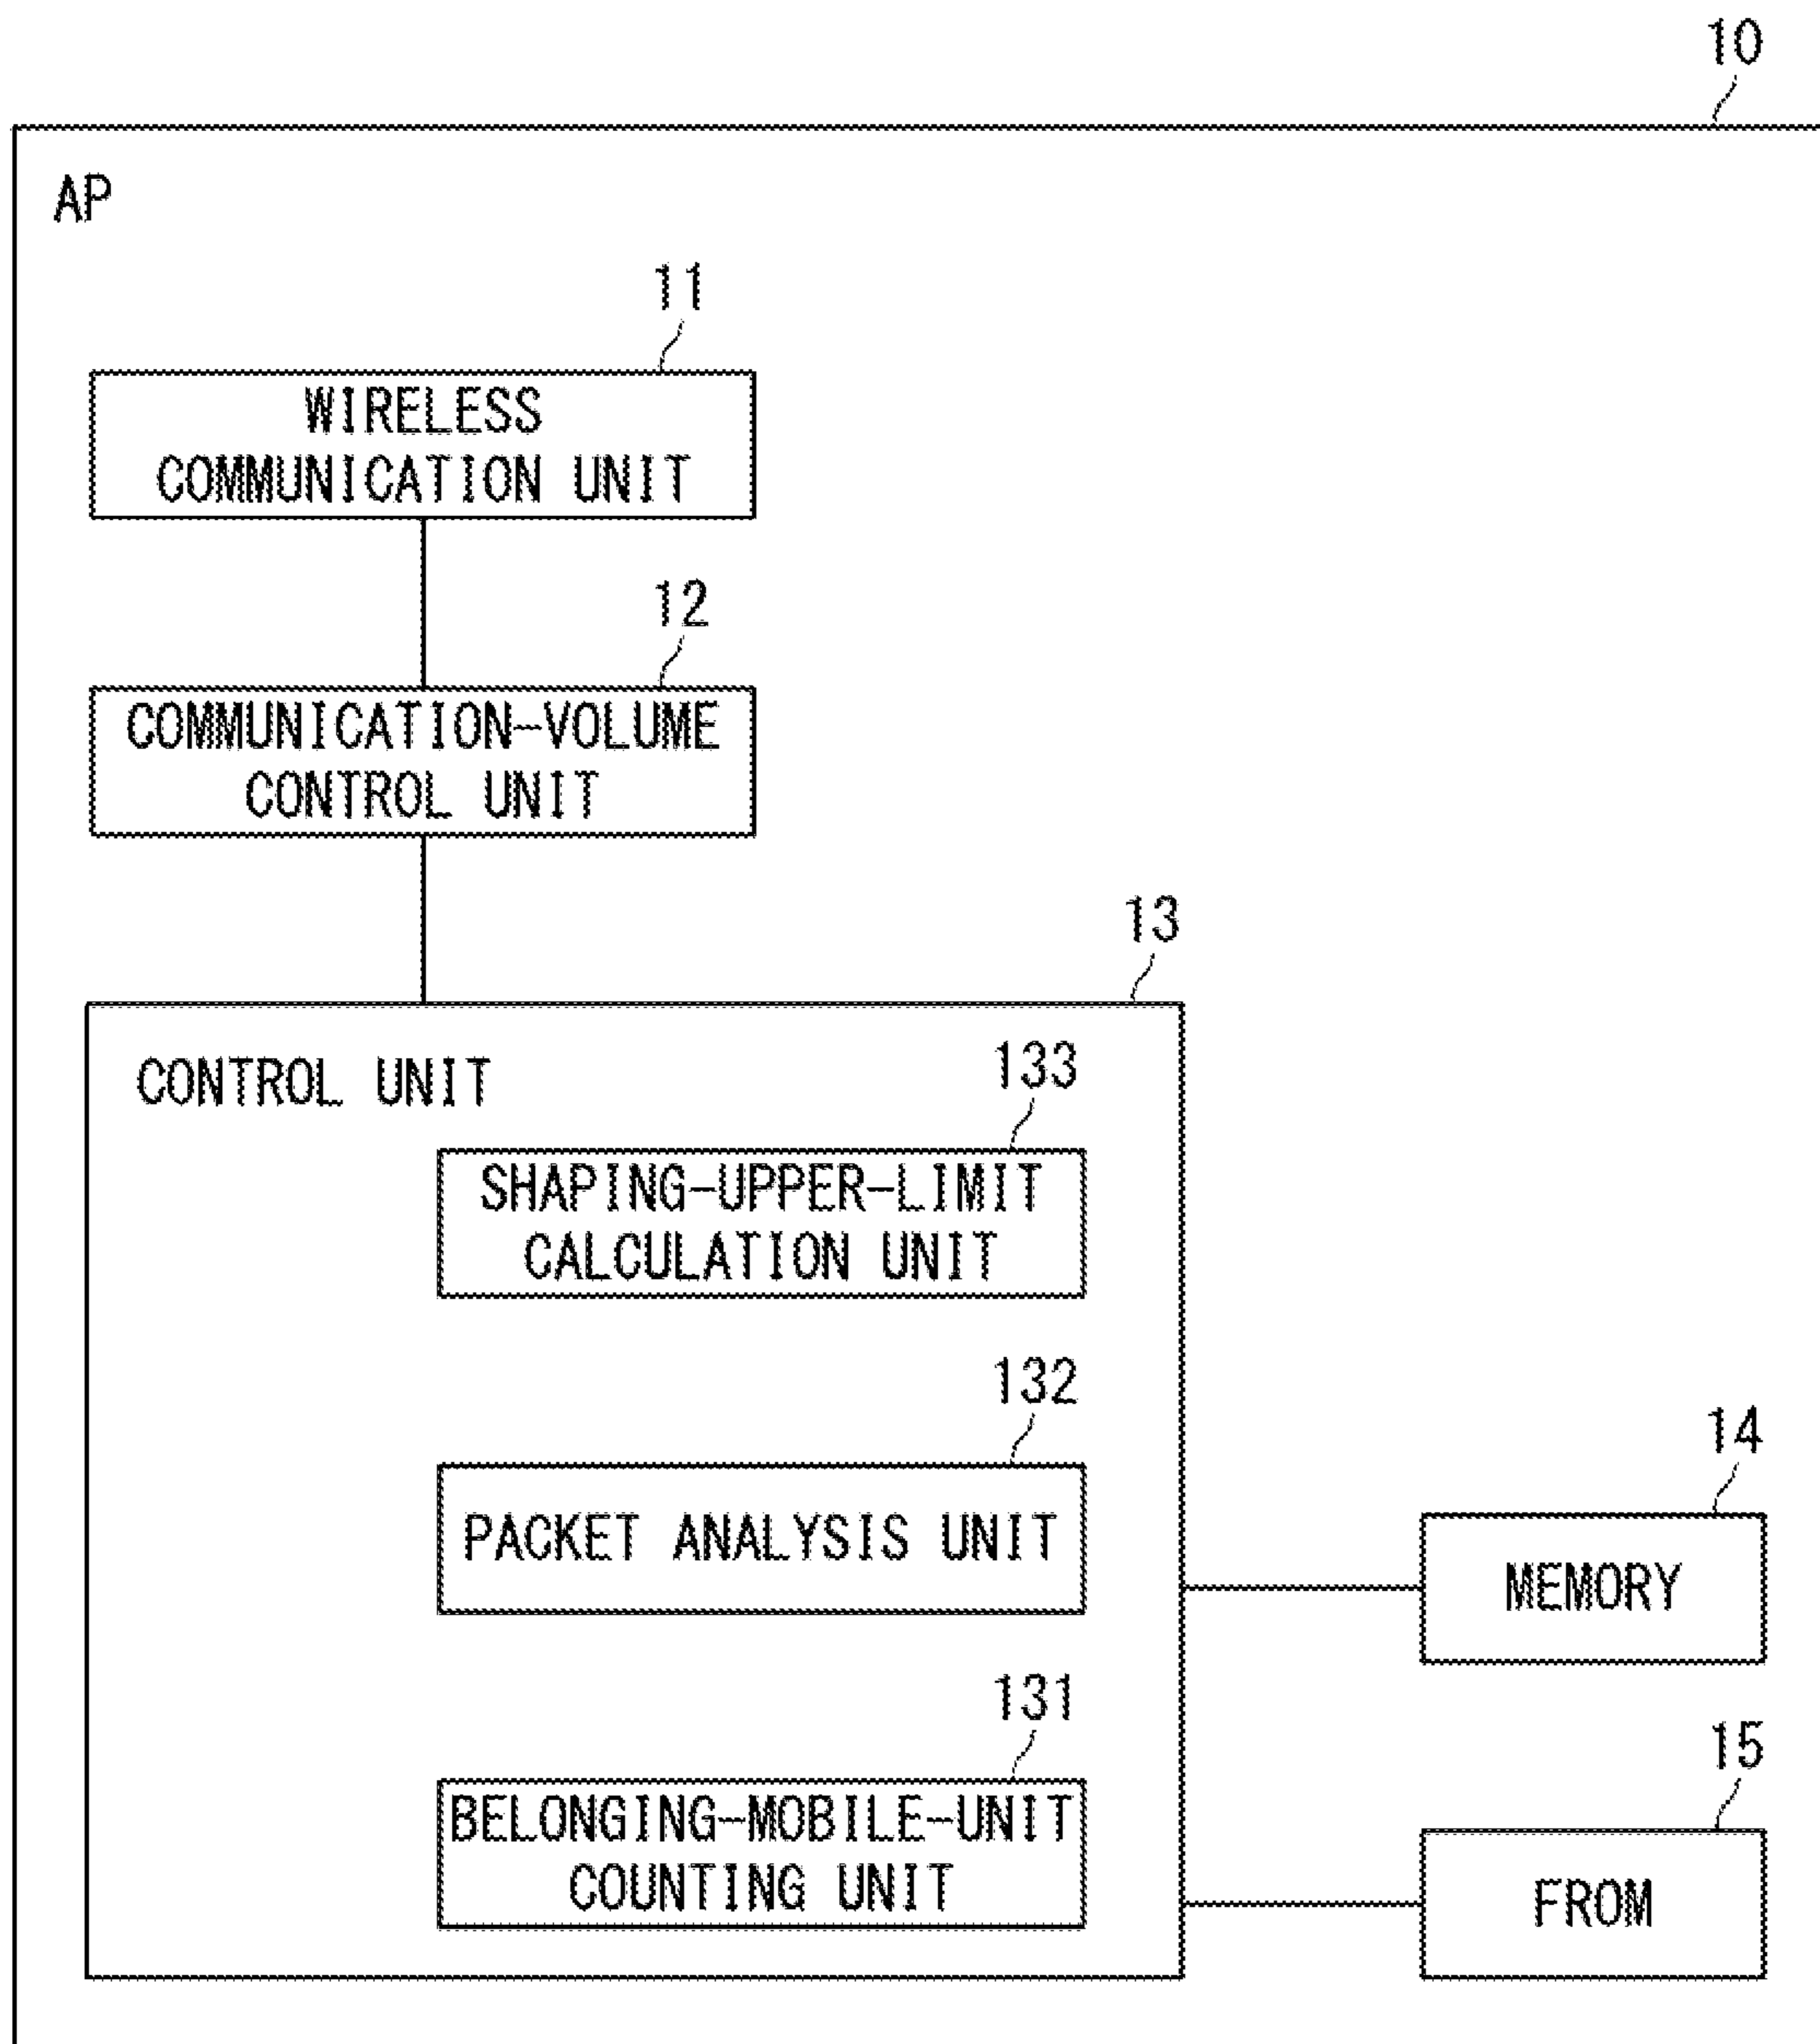 10
AP
11
WIRELESS
COMMUNICATION UNIT
12
COMMUNICATION-VOLUME
CONTROL UNIT
13
CONTROL UNIT
133
SHAPING-UPPER-LIMIT
CALCULATION UNIT
132
PACKET ANALYSIS UNIT
14
MEMORY
131
BELONGING-MOBILE-UNIT
COUNTING UNIT
15
FROM